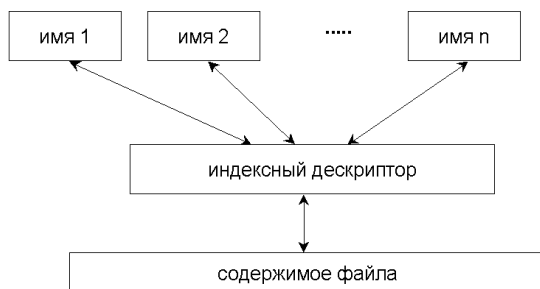 имя 1 имя 2 ..... имя n
индексный дескриптор
содержимое файла